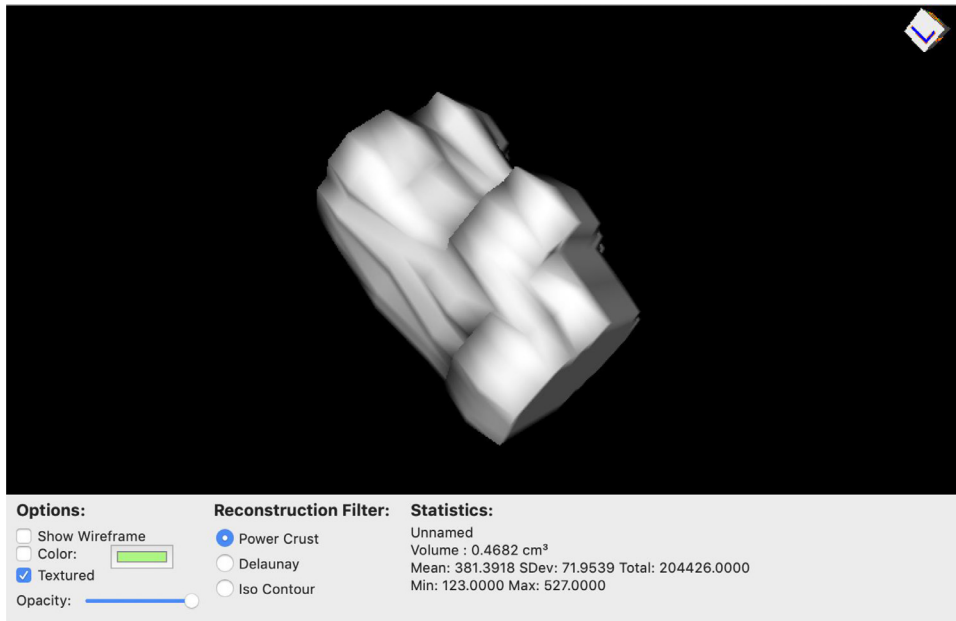 L
Options:
Show Wireframe
Color:
Textured
Opacity:
Reconstruction Filter:
Power Crust
Delaunay
Iso Contour
Statistics:
Unnamed
Volume : 0.4682 cm³
Mean: 381.3918 SDev: 71.9539 Total: 204426.0000
Min: 123.0000 Max: 527.0000